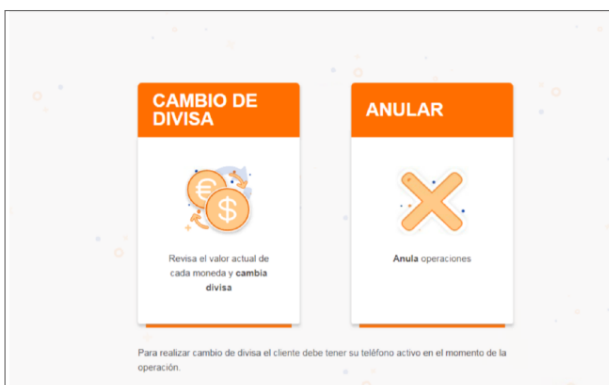 CAMBIO DE
DIVISA
Revisa el valor actual de
cada moneda y cambia
divisa
ANULAR
Anula operaciones
Para realizar cambio de divisa el cliente debe tener su teléfono activo en el momento de la
operación.